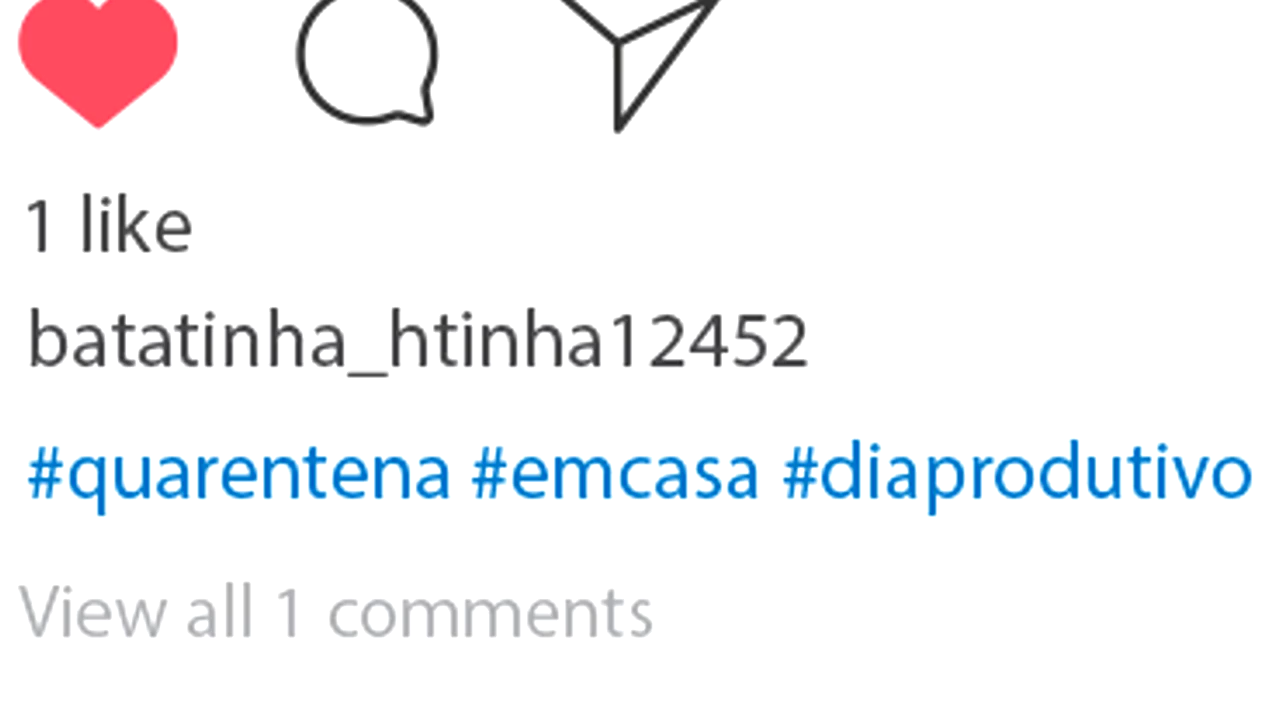 1 like
batatinha_htinha12452
#quarentena #emcasa #diaprodutivo
View all 1 comments